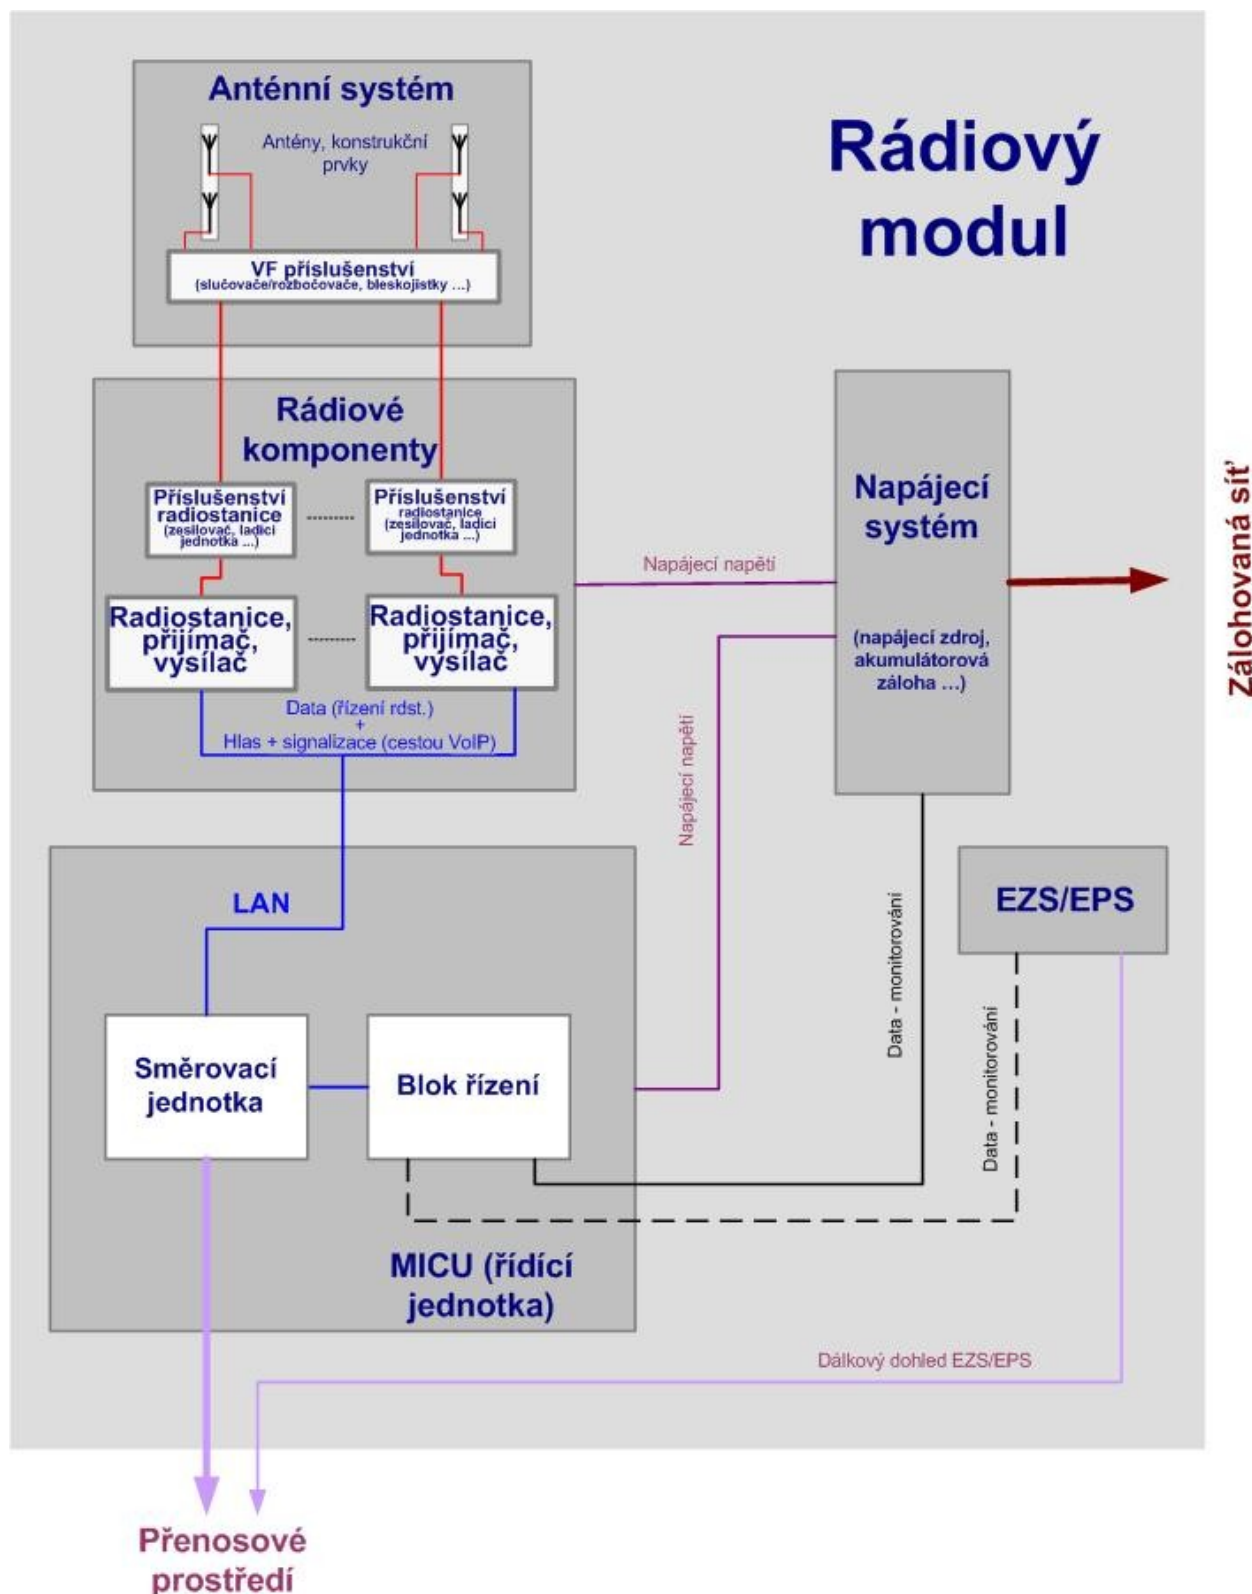 Anténní systém
Antény, konstrukční
prvky
VF příslušenství
(slučovače/rozbočovače, bleskojistky ...)
Rádiový
modul
Rádiové
komponenty
Příslušenství
radiostanice
(zesilovač, ladící
jednotka ...)
Příslušenství
radiostanice
(zesilovač, ladící
jednotka ...)
Radiostanice,
přijímač,
vysílač
Radiostanice,
přijímač,
vysílač
Data (řízení rdst.)
+
Hlas + signalizace (cestou VoIP)
Napájecí napětí
Napájecí
systém
(napájecí zdroj,
akumulátorová
záloha ...)
Zálohovaná síť
Napájecí napětí
LAN
Směrovací
jednotka
Blok řízení
MICU (řídící
jednotka)
Data - monitorování
EZS/EPS
Data - monitorování
Dálkový dohled EZS/EPS
Přenosové
prostředí